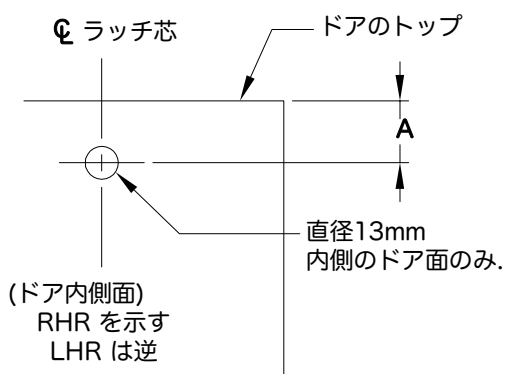 ℄ ラッチ芯
ドアのトップ
A
直径13mm
内側のドア面のみ.
(ドア内側面)
RHR を示す
LHR は逆